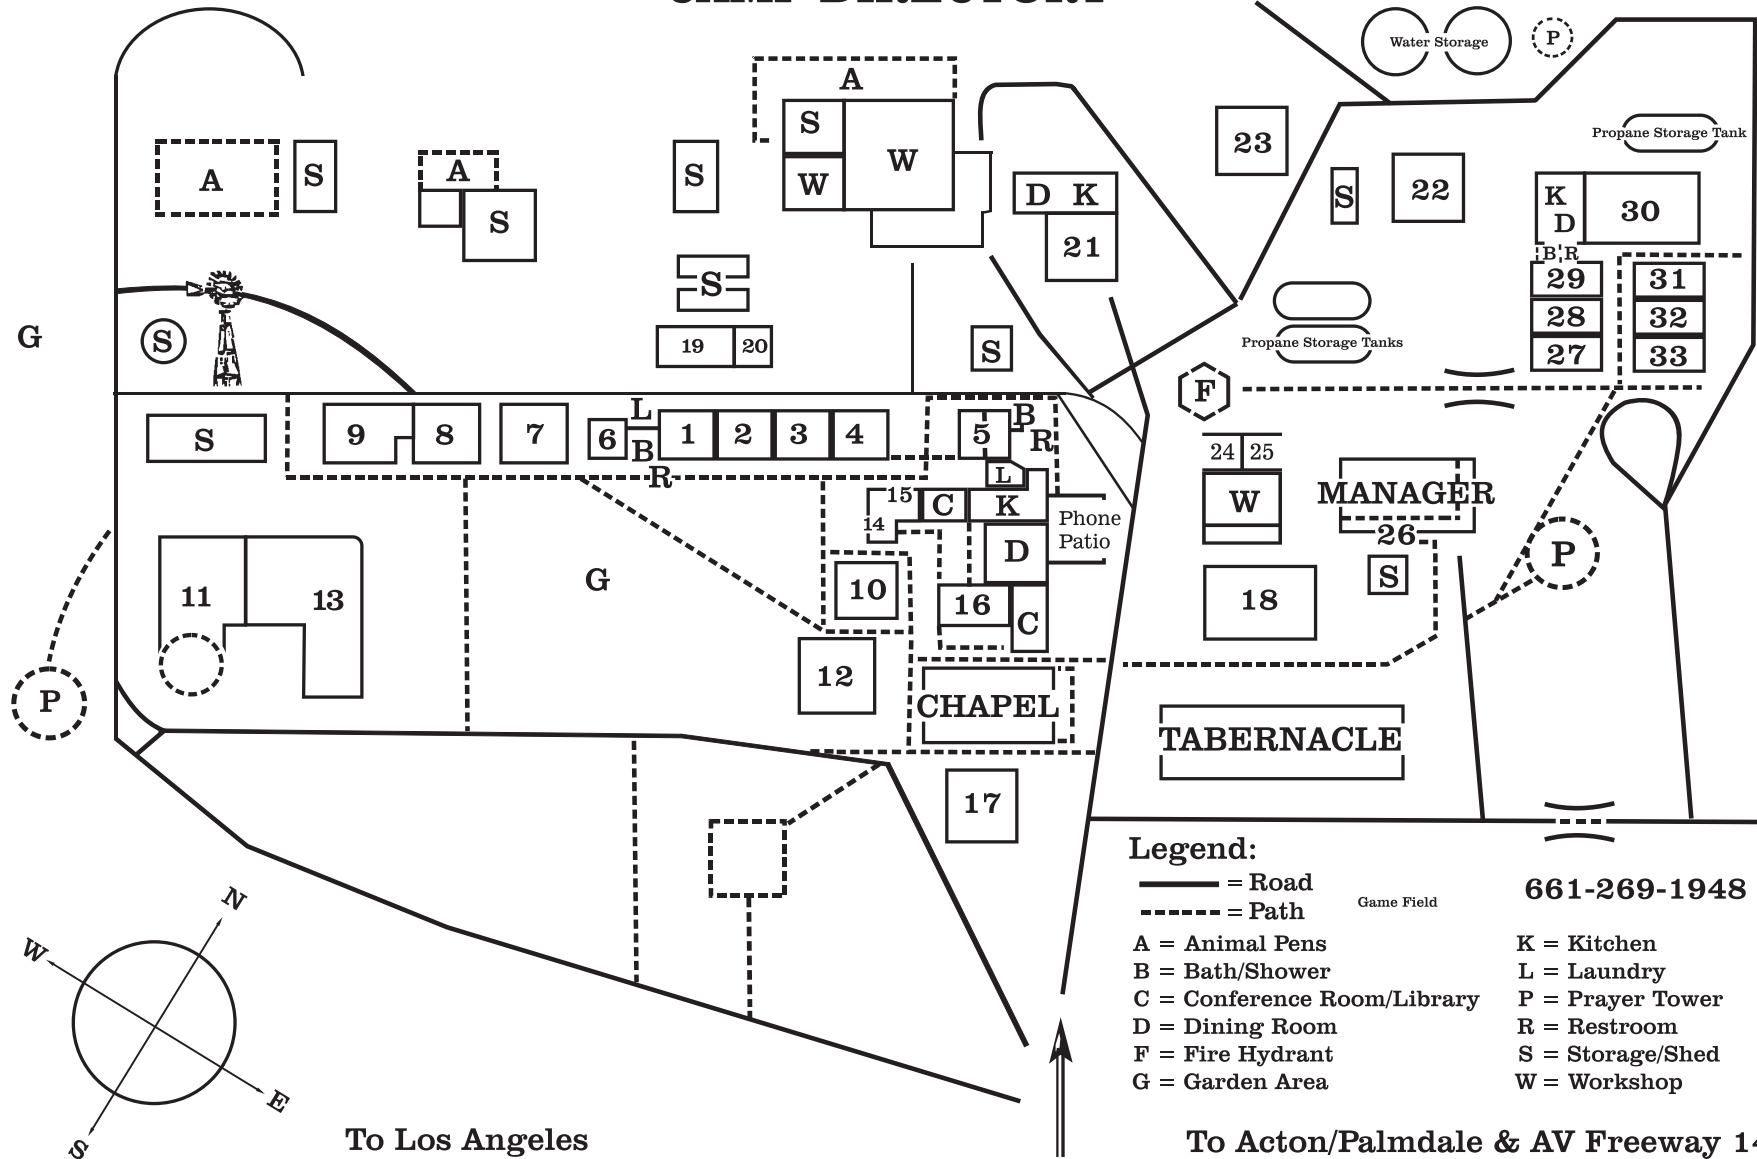 Water Storage
P
A
S
W
W
A
S
A
S
S
D K
21
23
S
22
Propane Storage Tank
K
D
30
B R
29
28
27
31
32
33
G
S
S
19 20
S
Propane Storage Tanks
F
S
9
8
7
6
L
B
R
1
2
3
4
5
B
R
L
15
14
C
K
Phone
Patio
D
10
16
C
24 25
W
MANAGER
26
S
P
18
11
13
G
12
P
CHAPEL
TABERNACLE
17
Legend:
= Road
= Path
Game Field
661-269-1948
A = Animal Pens
B = Bath/Shower
C = Conference Room/Library
D = Dining Room
F = Fire Hydrant
G = Garden Area
K = Kitchen
L = Laundry
P = Prayer Tower
R = Restroom
S = Storage/Shed
W = Workshop
N
W
E
S
To Los Angeles
To Acton/Palmdale & AV Freeway